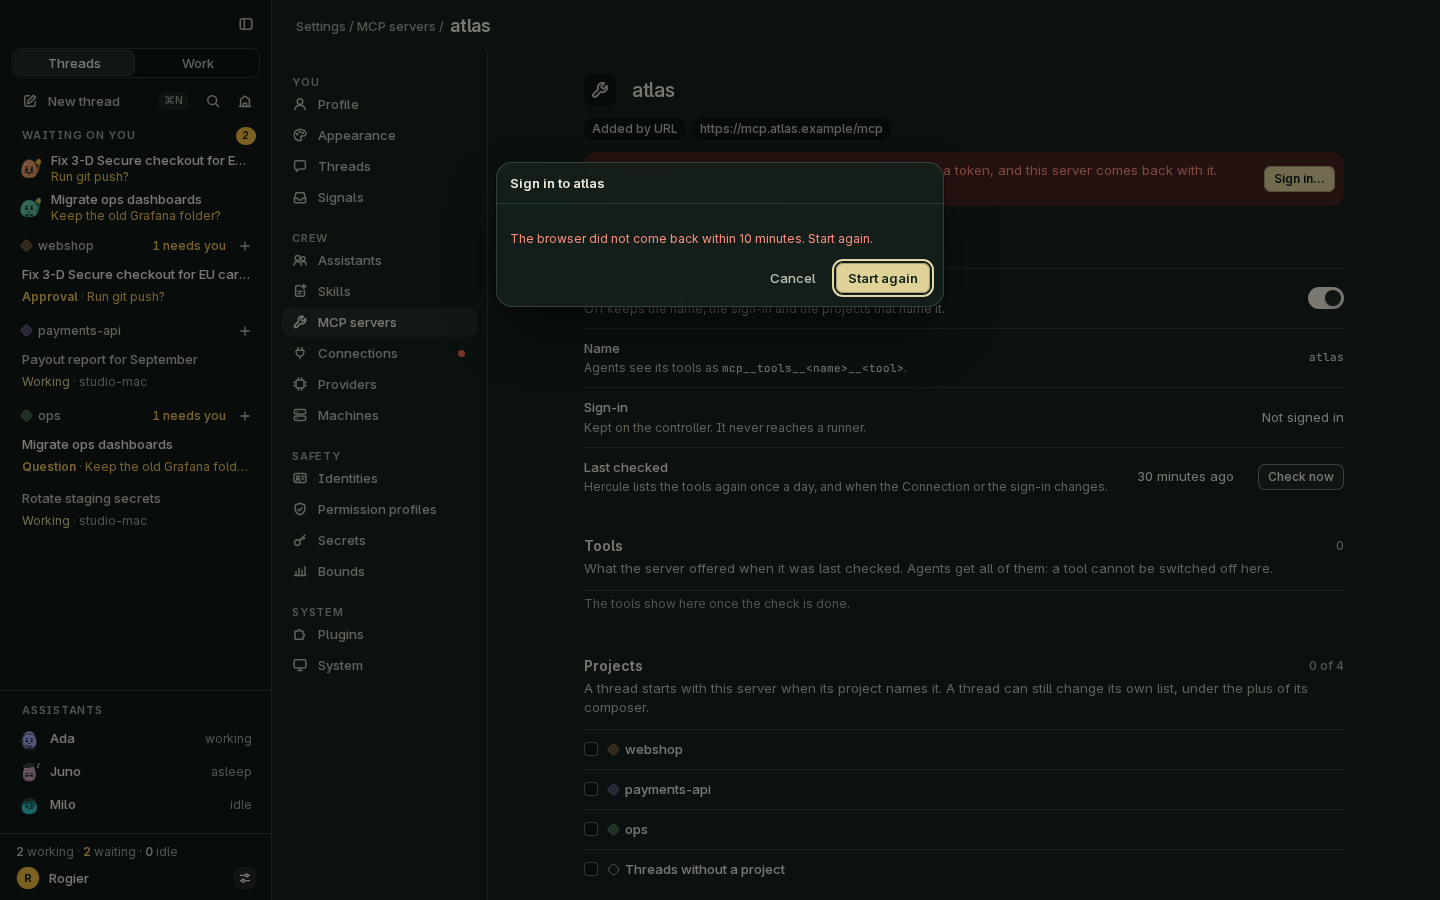 Threads
Work
New thread
⌘N
WAITING ON YOU
2
Fix 3-D Secure checkout for E...
Run git push?
Migrate ops dashboards
Keep the old Grafana folder?
webshop
1 needs you
Fix 3-D Secure checkout for EU car...
Approval · Run git push?
payments-api
Payout report for September
Working · studio-mac
ops
1 needs you
Migrate ops dashboards
Question · Keep the old Grafana fold...
Rotate staging secrets
Working · studio-mac
ASSISTANTS
Ada
working
Juno
asleep
Milo
idle
2 working · 2 waiting · 0 idle
R
Rogier
Settings / MCP servers / atlas
YOU
Profile
Appearance
Threads
Signals
CREW
Assistants
Skills
MCP servers
Connections
Providers
Machines
SAFETY
Identities
Permission profiles
Secrets
Bounds
SYSTEM
Plugins
System
atlas
Added by URL
https://mcp.atlas.example/mcp
a token, and this server comes back with it.
Sign in...
Sign in to atlas
The browser did not come back within 10 minutes. Start again.
Cancel
Start again
Off keeps the name, the sign-in and the projects that name it.
Name
Agents see its tools as mcp__tools__<name>__<tool>.
atlas
Sign-in
Kept on the controller. It never reaches a runner.
Not signed in
Last checked
Hercule lists the tools again once a day, and when the Connection or the sign-in changes.
30 minutes ago
Check now
Tools
0
What the server offered when it was last checked. Agents get all of them: a tool cannot be switched off here.
The tools show here once the check is done.
Projects
0 of 4
A thread starts with this server when its project names it. A thread can still change its own list, under the plus of its
composer.
webshop
payments-api
ops
Threads without a project